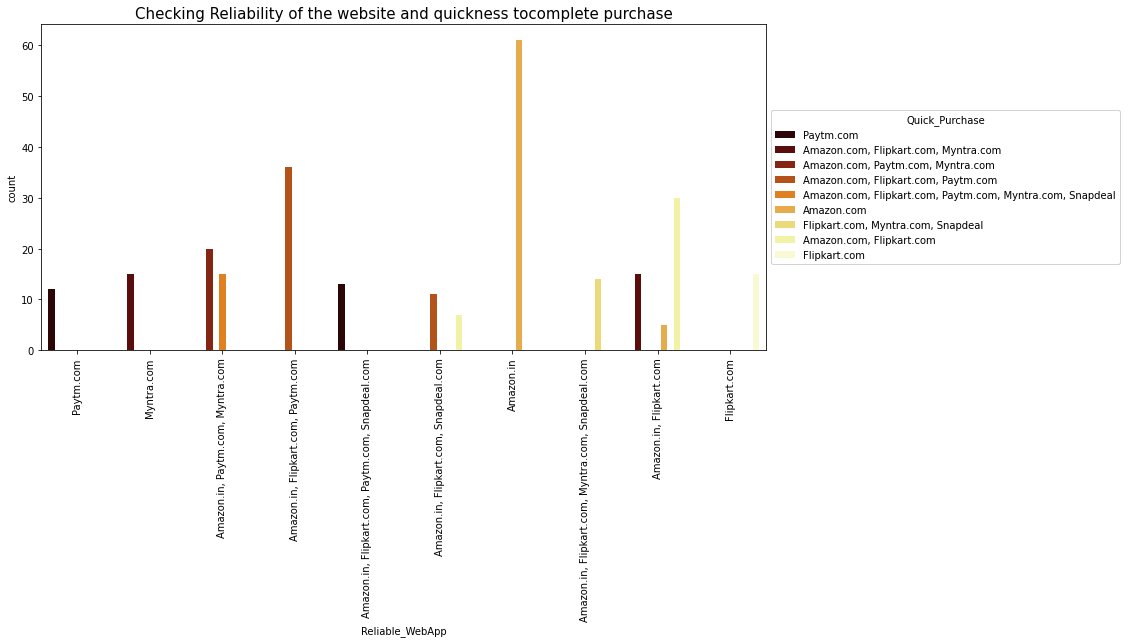 Checking Reliability of the website and quickness tocomplete purchase
60
50
40
30
20
10
0
count
Paytm.com
Myntra.com
Amazon.in, Paytm.com, Myntra.com
Amazon.in, Flipkart.com, Paytm.com
Amazon.in, Flipkart.com, Paytm.com, Snapdeal.com
Amazon.in, Flipkart.com, Snapdeal.com
Amazon.in
Amazon.in, Flipkart.com, Myntra.com, Snapdeal.com
Amazon.in, Flipkart.com
Flipkart.com
Reliable_WebApp
Quick_Purchase
Paytm.com
Amazon.com, Flipkart.com, Myntra.com
Amazon.com, Paytm.com, Myntra.com
Amazon.com, Flipkart.com, Paytm.com
Amazon.com, Flipkart.com, Paytm.com, Myntra.com, Snapdeal
Amazon.com
Flipkart.com, Myntra.com, Snapdeal
Amazon.com, Flipkart.com
Flipkart.com